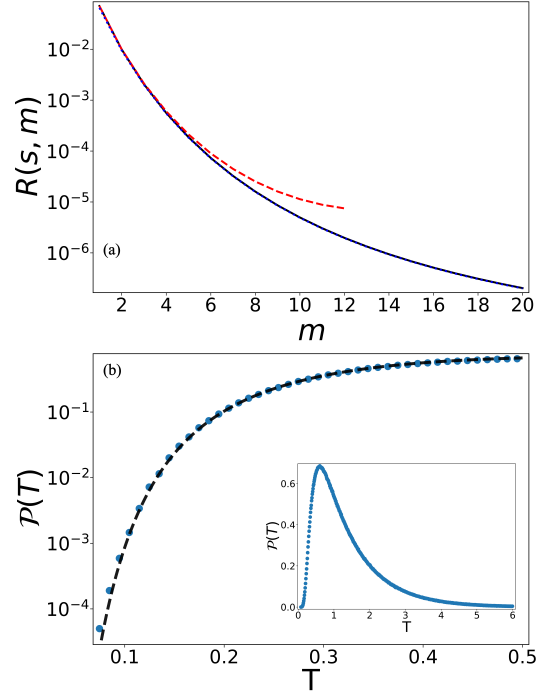 10⁻²
10⁻³
10⁻⁴
10⁻⁵
10⁻⁶
R(s, m)
(a)
2 4 6 8 10 12 14 16 18 20
m
(b)
10⁻¹
10⁻²
10⁻³
10⁻⁴
𝒫(T)
0.6
0.4
0.2
0.0
𝒫(T)
0 1 2 3 4 5 6
T
0.1 0.2 0.3 0.4 0.5
T